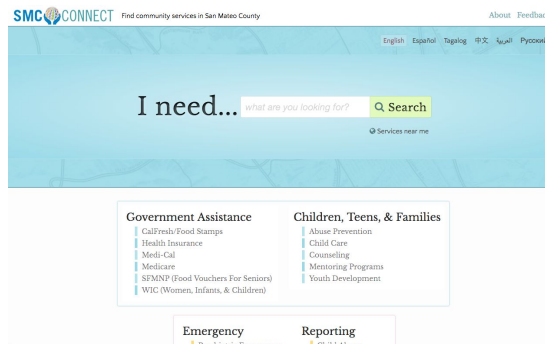 SMC CONNECT Find community services in San Mateo County
About Feedbac
English Español Tagalog 中文 العربية Русский
I need... what are you looking for? Search
Services near me
Government Assistance
CalFresh/Food Stamps
Health Insurance
Medi-Cal
Medicare
SFMNP (Food Vouchers For Seniors)
WIC (Women, Infants, & Children)
Children, Teens, & Families
Abuse Prevention
Child Care
Counseling
Mentoring Programs
Youth Development
Emergency
Reporting